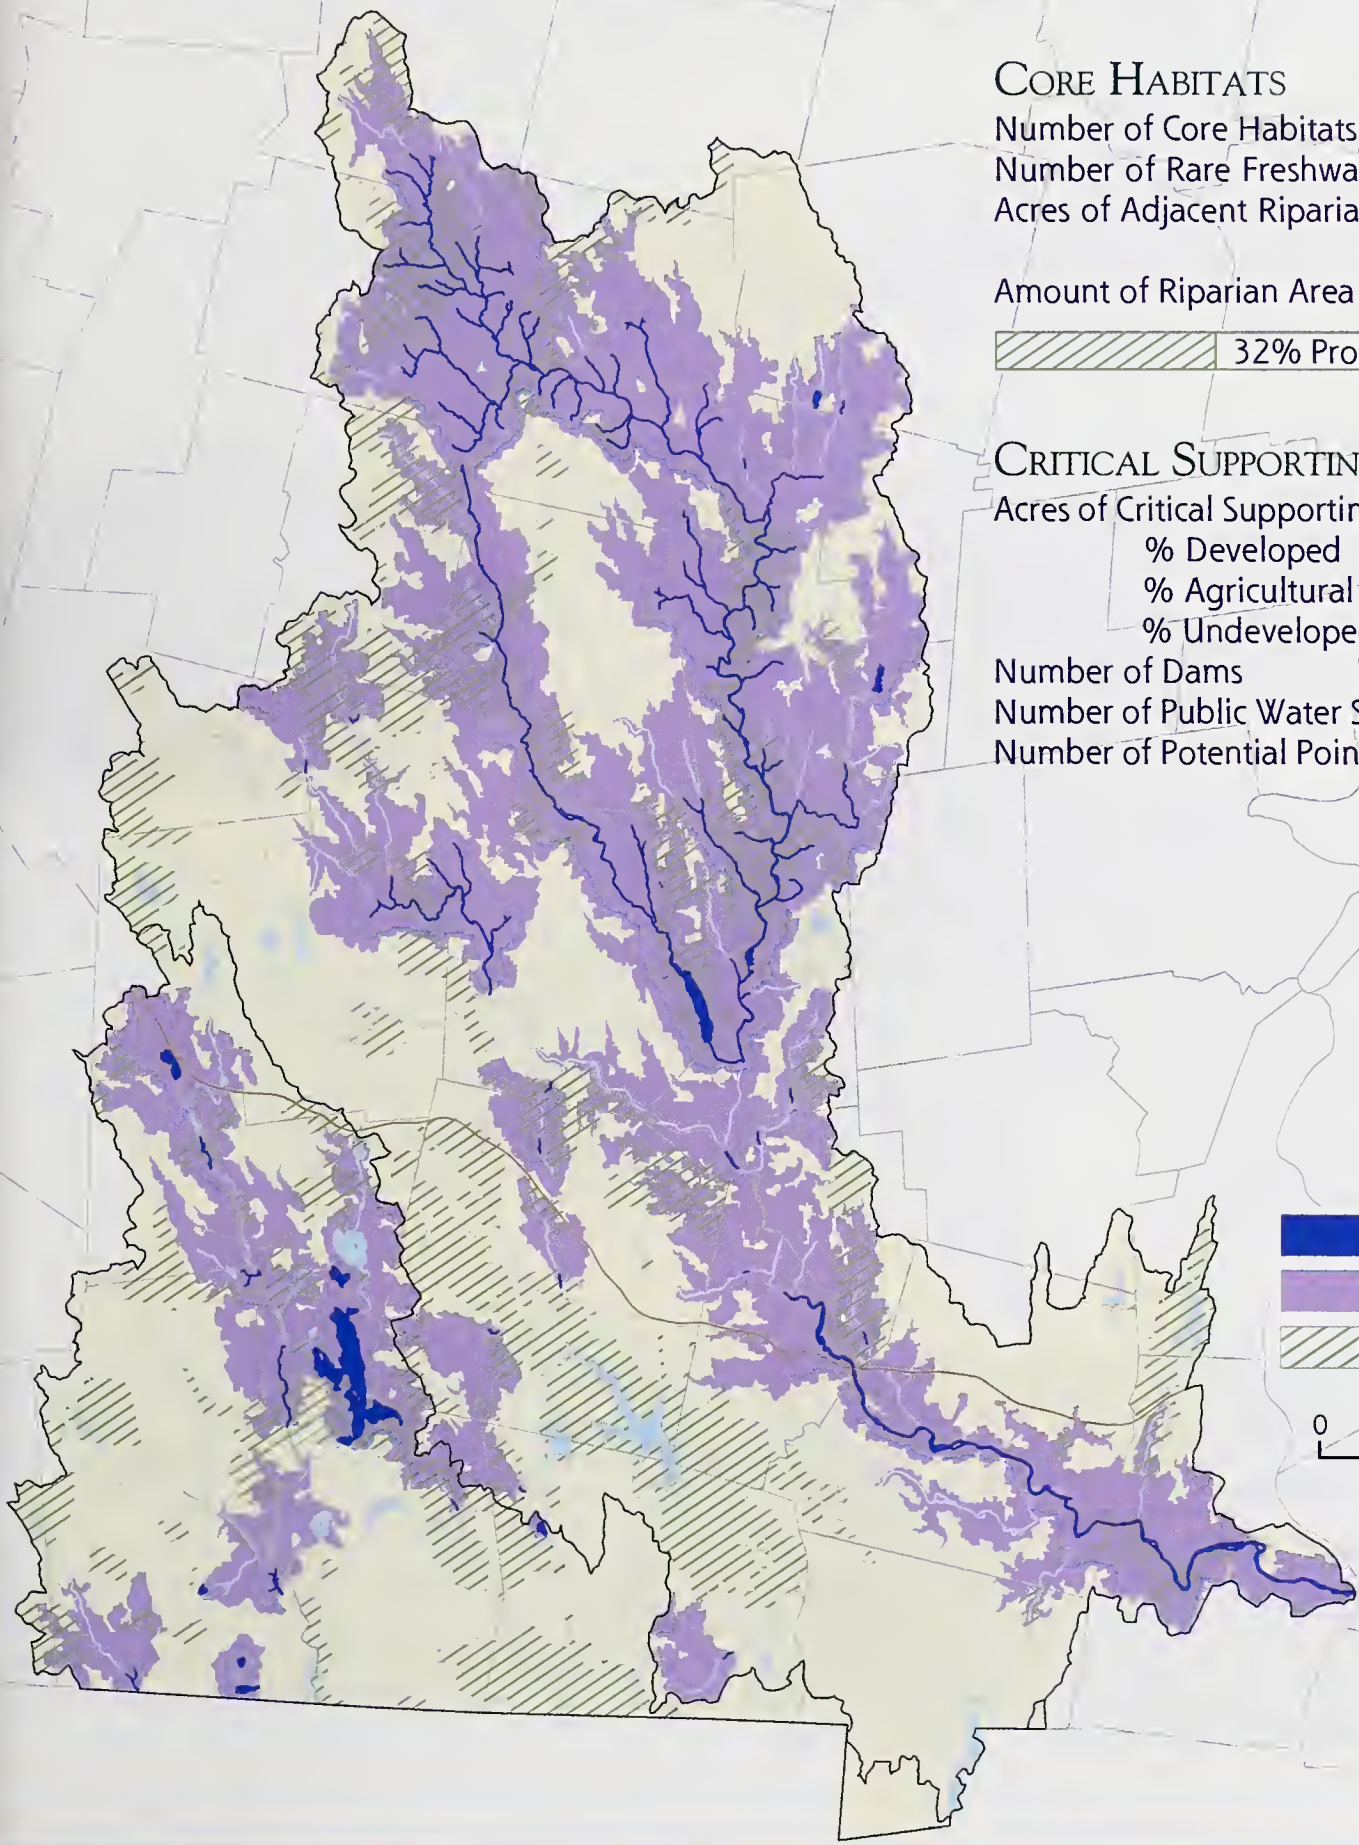 CORE HABITATS
Number of Core Habitats
Number of Rare Freshwa
Acres of Adjacent Riparia
Amount of Riparian Area
32% Pro
CRITICAL SUPPORTIN
Acres of Critical Supportin
% Developed
% Agricultural
% Undevelope
Number of Dams
Number of Public Water S
Number of Potential Poin
0